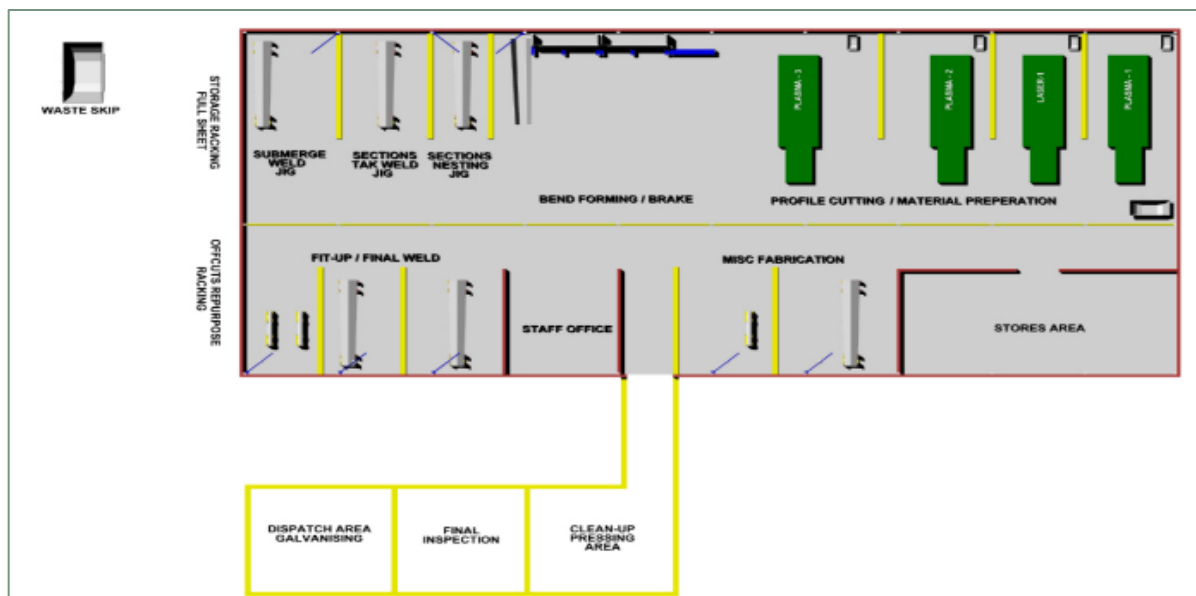 WASTE SKIP
STORAGE RACKING
FULL SHEET
SUBMERGE
WELD
JIG
SECTIONS
TAK WELD
JIG
SECTIONS
NESTING
JIG
BEND FORMING / BRAKE
PLASMA - 3
PLASMA - 2
LASER-1
PLASMA - 1
PROFILE CUTTING / MATERIAL PREPERATION
OFFCUTS REPURPOSE
RACKING
FIT-UP / FINAL WELD
STAFF OFFICE
MISC FABRICATION
STORES AREA
DISPATCH AREA
GALVANISING
FINAL
INSPECTION
CLEAN-UP
PRESSING
AREA